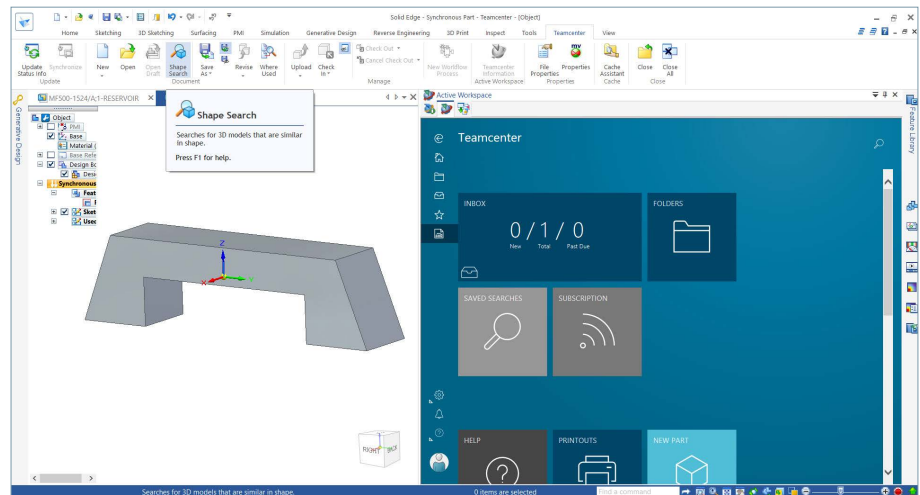 Solid Edge - Synchronous Part - Teamcenter - [Object]
Home Sketching 3D Sketching Surfacing PMI Simulation Generative Design Reverse Engineering 3D Print Inspect Tools Teamcenter View
Update Status Info
Synchronize
New
Open
Open Draft
Shape Search
Save As
Revise
Where Used
Upload
Check In
Check Out
Cancel Check Out
New Workflow Process
Teamcenter Information
File Properties
Properties
Cache Assistant
Close
Close All
Update Document Manage Active Workspace Properties Cache Close
MF500-1524/A;1-RESERVOIR
Active Workspace
Generative Design
Feature Library
Object
PMI
Base
Material (
Base Refe
Design Bo
Desi
Synchronous
Feat
Sket
Used
Shape Search
Searches for 3D models that are similar in shape.
Press F1 for help.
Z
X
Y
RIGHT BACK
Teamcenter
INBOX
0 / 1 / 0
New Total Past Due
FOLDERS
SAVED SEARCHES
SUBSCRIPTION
HELP
PRINTOUTS
NEW PART
Searches for 3D models that are similar in shape.
0 items are selected
Find a command